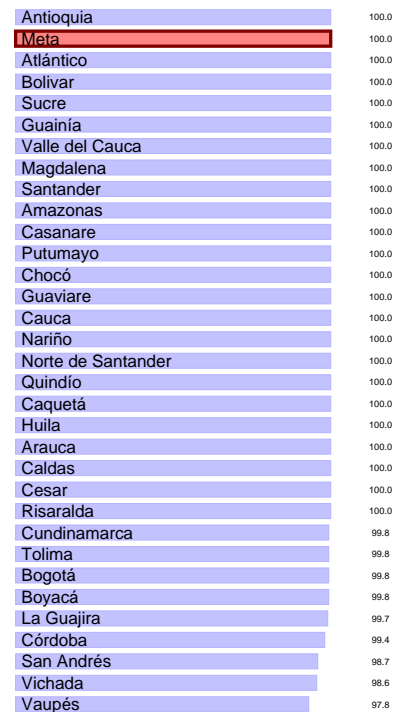 Antioquia 100.0
Meta 100.0
Atlántico 100.0
Bolivar 100.0
Sucre 100.0
Guainía 100.0
Valle del Cauca 100.0
Magdalena 100.0
Santander 100.0
Amazonas 100.0
Casanare 100.0
Putumayo 100.0
Chocó 100.0
Guaviare 100.0
Cauca 100.0
Nariño 100.0
Norte de Santander 100.0
Quindío 100.0
Caquetá 100.0
Huila 100.0
Arauca 100.0
Caldas 100.0
Cesar 100.0
Risaralda 100.0
Cundinamarca 99.8
Tolima 99.8
Bogotá 99.8
Boyacá 99.8
La Guajira 99.7
Córdoba 99.4
San Andrés 98.7
Vichada 98.6
Vaupés 97.8